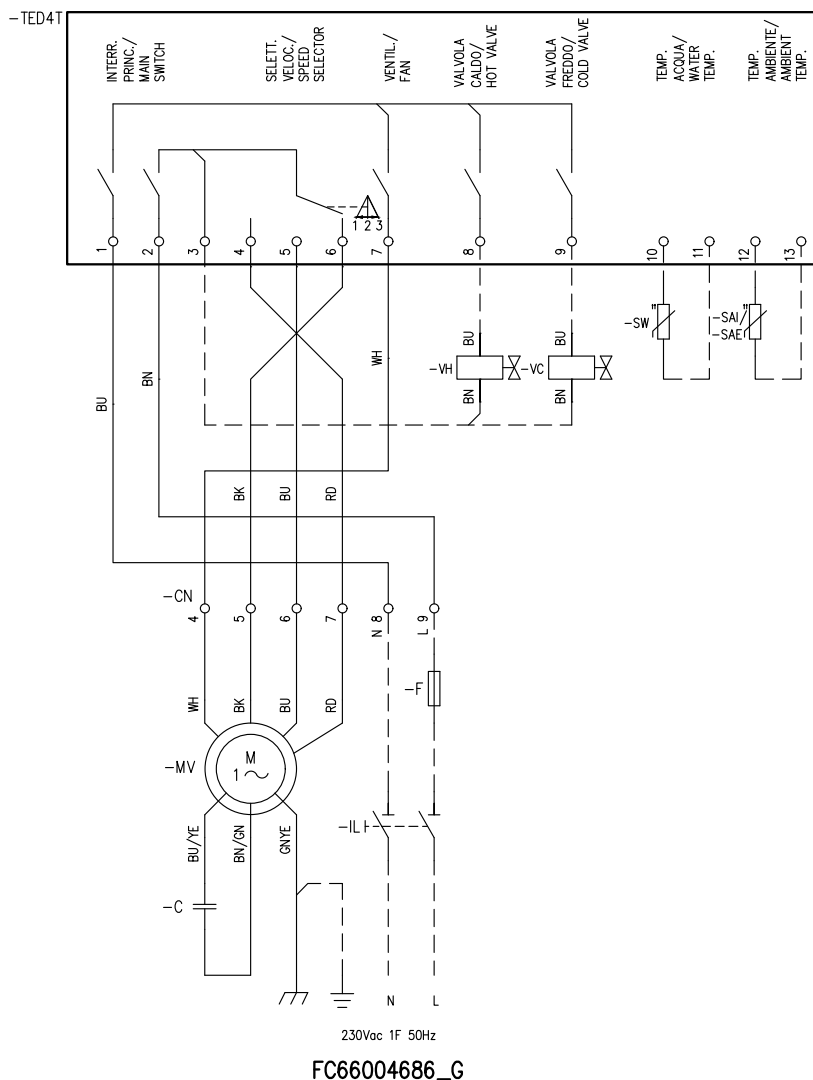 -TED4T
INTERR.
PRINC./
MAIN
SWITCH
SELETT.
VELOC./
SPEED
SELECTOR
VENTIL./
FAN
VALVOLA
CALDO/
HOT VALVE
VALVOLA
FREDDO/
COLD VALVE
TEMP.
ACQUA/
WATER
TEMP.
TEMP.
AMBIENTE/
AMBIENT
TEMP.
1 2 3
1 2 3 4 5 6 7 8 9 10 11 12 13
-SW "
-SAI/ "
-SAE
BU BU
WH
-VH -VC
BN
BU
BN BN
BK BU RD
-CN
4 5 6 7 N 8 L 9
-F
WH BK BU RD
-MV
M
1 ~
-IL
BU/YE BN/GN GNYE
-C
N L
230Vac 1F 50Hz
FC66004686_G